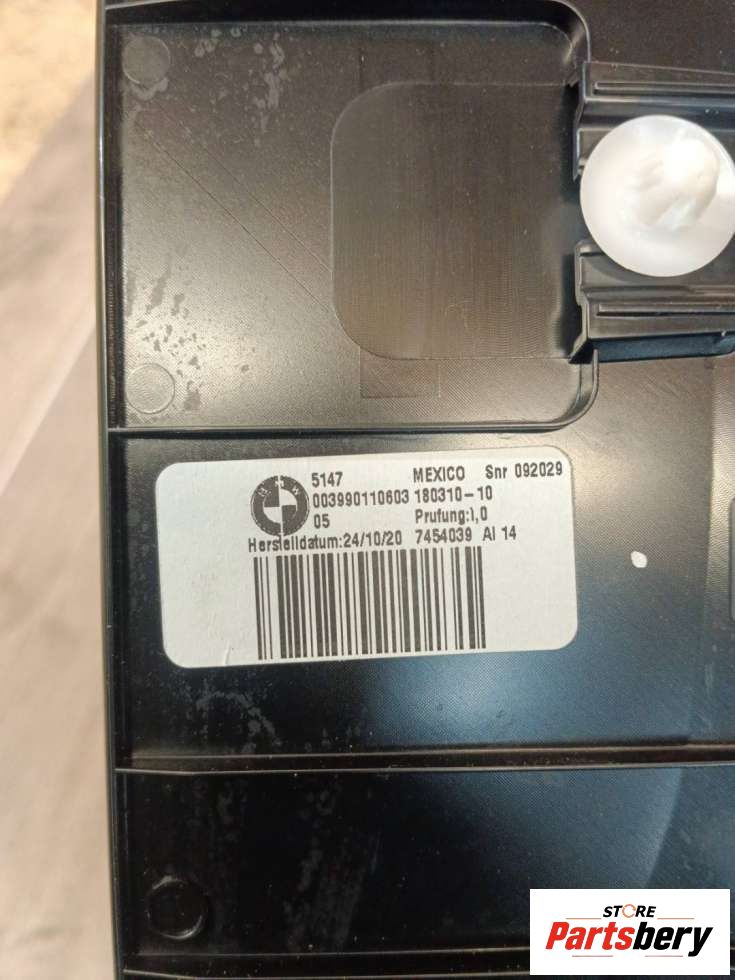 5147 MEXICO Snr 092029
003990110603 180310-10
05 Prufung:i,0
Herstelldatum:24/10/20 7454039 AI 14
BMW
STORE
Partsbery